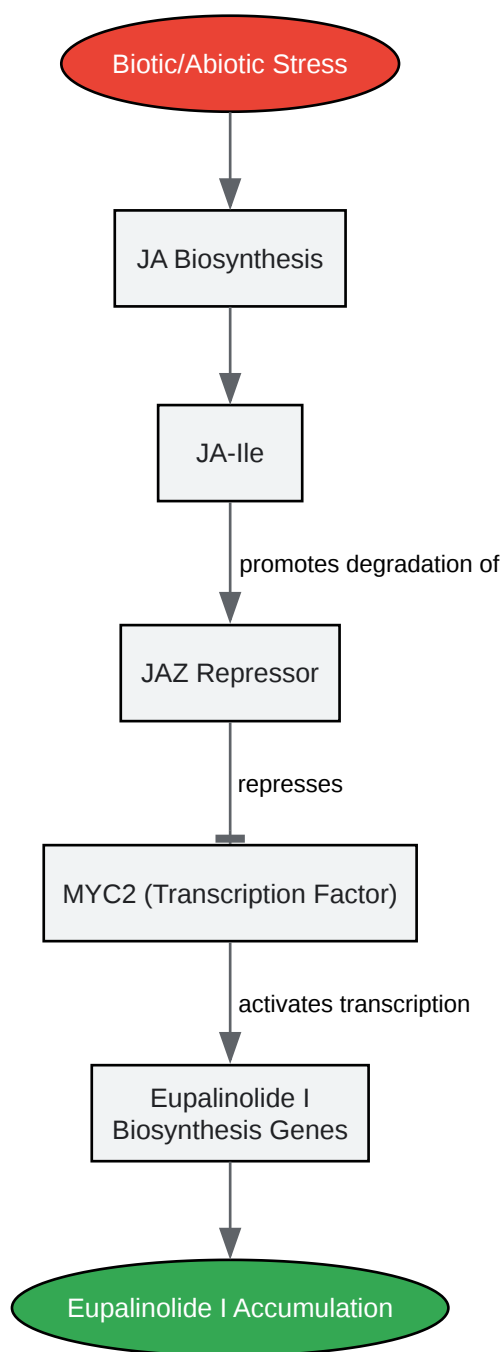 Biotic/Abiotic Stress
JA Biosynthesis
JA-Ile
promotes degradation of
JAZ Repressor
represses
MYC2 (Transcription Factor)
activates transcription
Eupalinolide I
Biosynthesis Genes
Eupalinolide I Accumulation